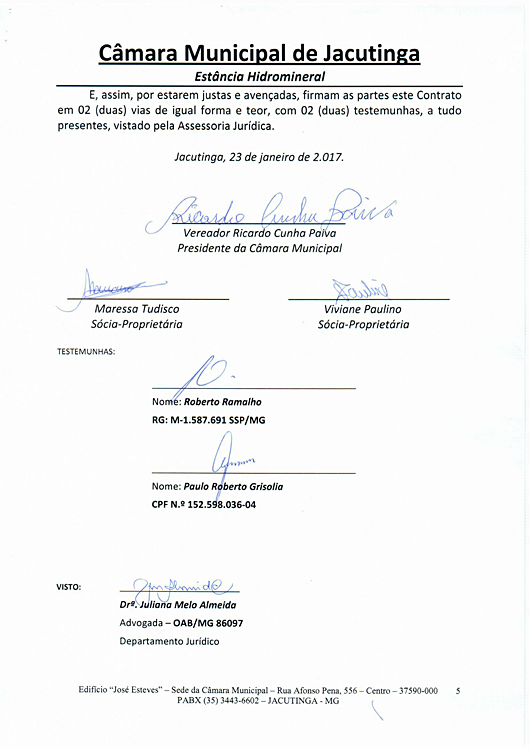 Câmara Municipal de Jacutinga
Estância Hidromineral
E, assim, por estarem justas e avençadas, firmam as partes este Contrato
em 02 (duas) vias de igual forma e teor, com 02 (duas) testemunhas, a tudo
presentes, vistado pela Assessoria Jurídica.
Jacutinga, 23 de janeiro de 2.017.
Ricardo Cunha Paiva
Vereador Ricardo Cunha Paiva
Presidente da Câmara Municipal
Maressa Tudisco
Sócia-Proprietária
Paulino
Viviane Paulino
Sócia-Proprietária
TESTEMUNHAS:
Nome: Roberto Ramalho
RG: M-1.587.691 SSP/MG
Nome: Paulo Roberto Grisolia
CPF N.º 152.598.036-04
VISTO:
Drª. Juliana Melo Almeida
Advogada – OAB/MG 86097
Departamento Jurídico
Edifício “José Esteves” – Sede da Câmara Municipal – Rua Afonso Pena, 556 – Centro – 37590-000 5
PABX (35) 3443-6602 – JACUTINGA - MG